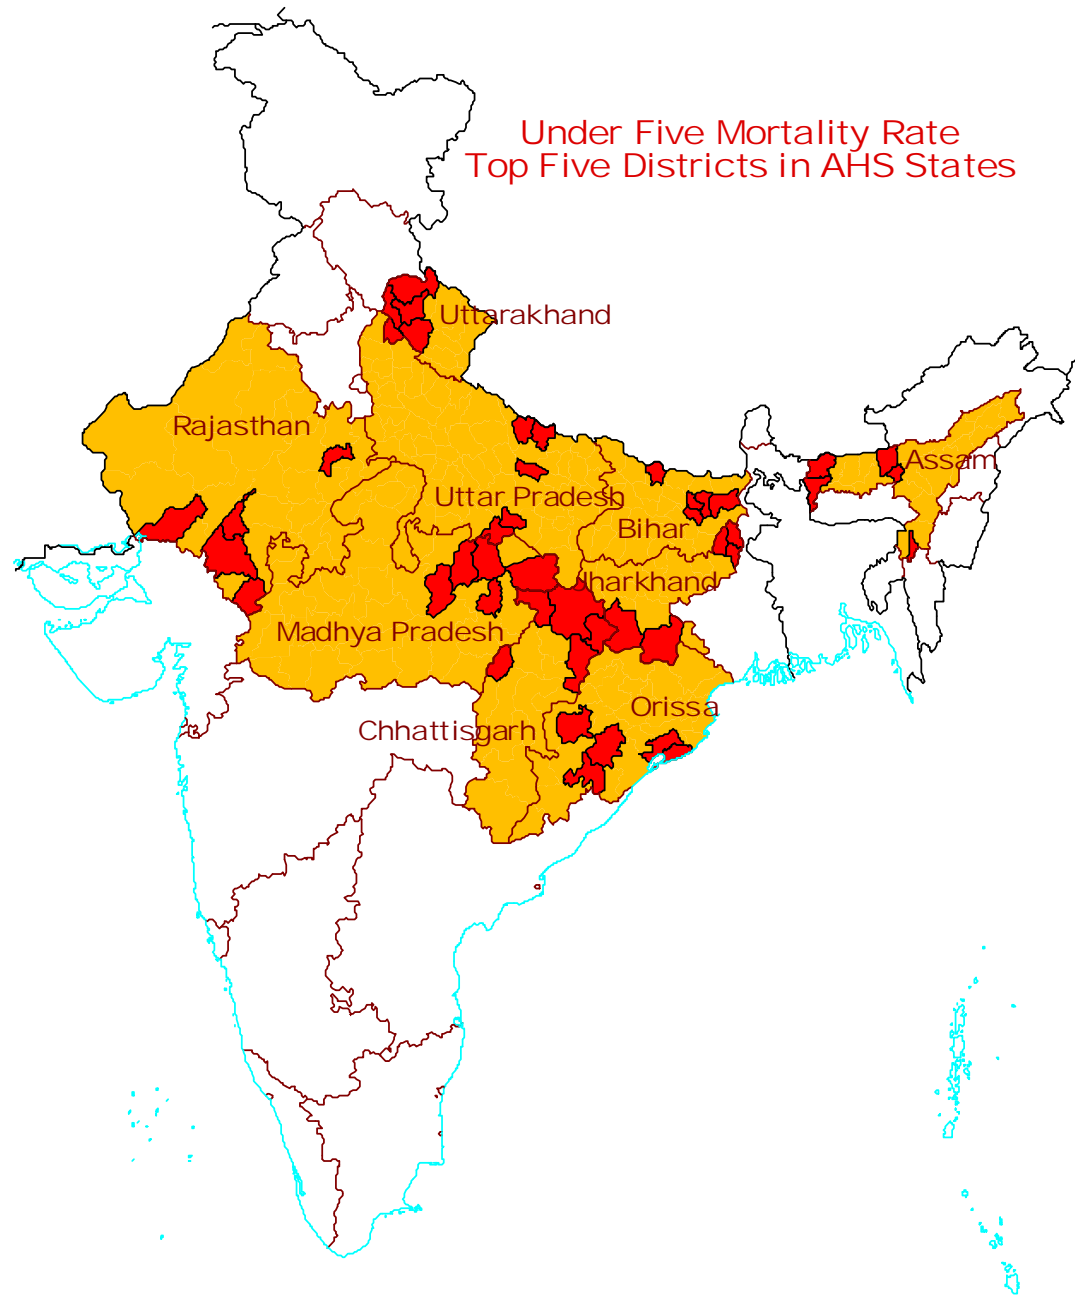 Under Five Mortality Rate
Top Five Districts in AHS States
Uttarakhand
Rajasthan
Assam
Uttar Pradesh
Bihar
Jharkhand
Madhya Pradesh
Orissa
Chhattisgarh